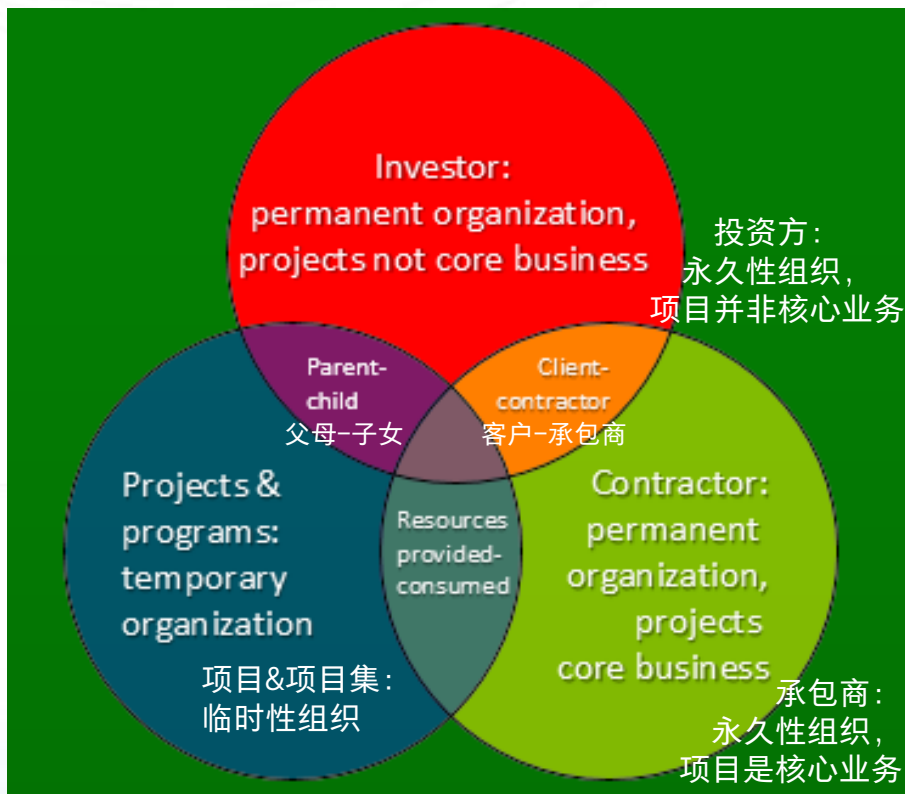 Investor:
permanent organization,
projects not core business
投资方：
永久性组织，
项目并非核心业务
Parent-
child
父母-子女
Client-
contractor
客户-承包商
Projects &
programs:
temporary
organization
项目&项目集：
临时性组织
Resources
provided-
consumed
Contractor:
permanent
organization,
projects
core business
承包商：
永久性组织，
项目是核心业务